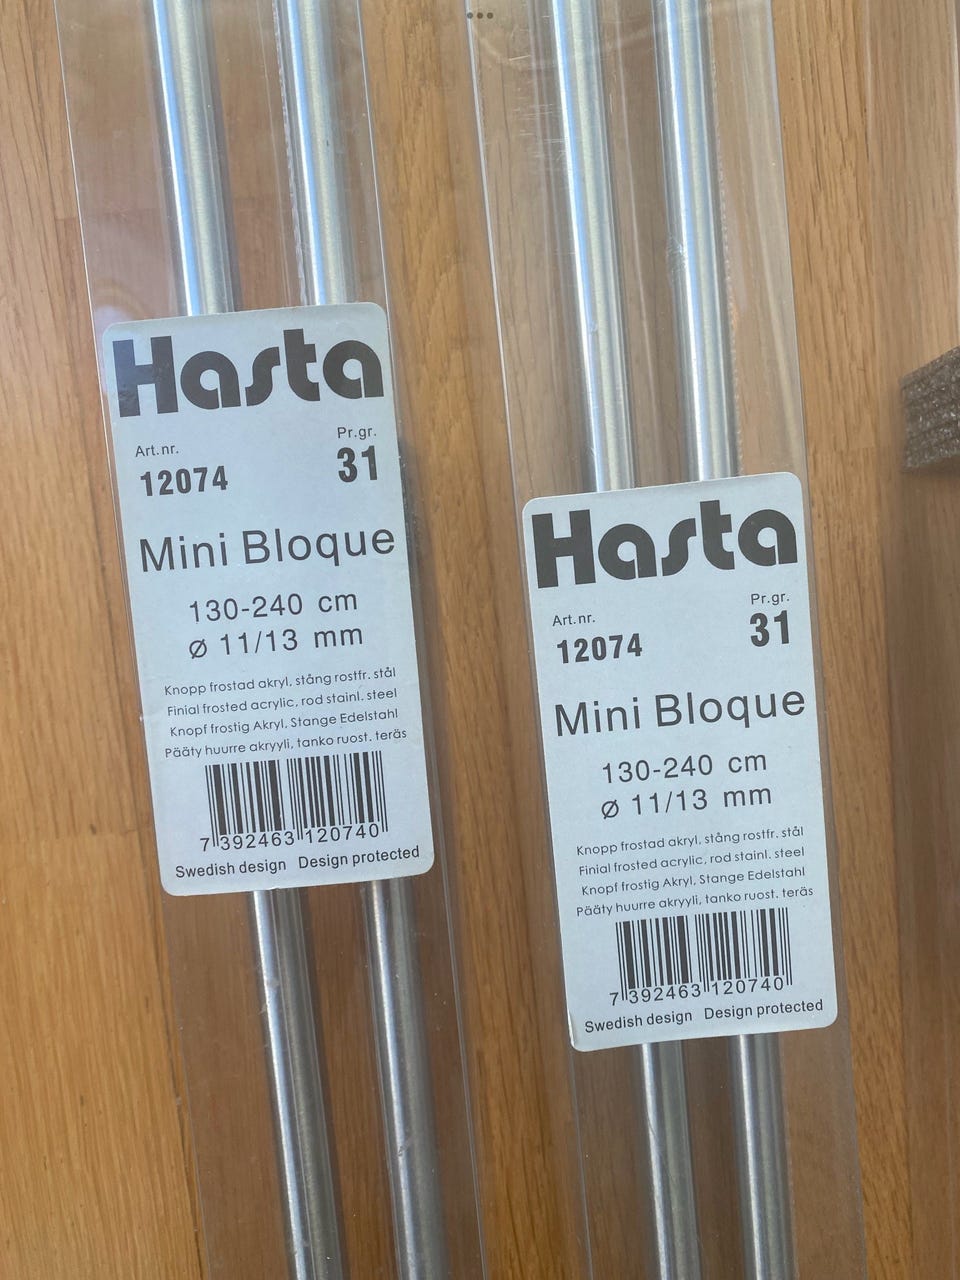 Hasta
Art.nr. Pr.gr.
12074 31
Mini Bloque
130-240 cm
Ø 11/13 mm
Knopp frostad akryl, stång rostfr. stål
Finial frosted acrylic, rod stainl. steel
Knopf frostig Akryl, Stange Edelstahl
Pääty huurre akryyli, tanko ruost. teräs
7 392463 120740
Swedish design Design protected
Hasta
Art.nr. Pr.gr.
12074 31
Mini Bloque
130-240 cm
Ø 11/13 mm
Knopp frostad akryl, stång rostfr. stål
Finial frosted acrylic, rod stainl. steel
Knopf frostig Akryl, Stange Edelstahl
Pääty huurre akryyli, tanko ruost. teräs
7 392463 120740
Swedish design Design protected